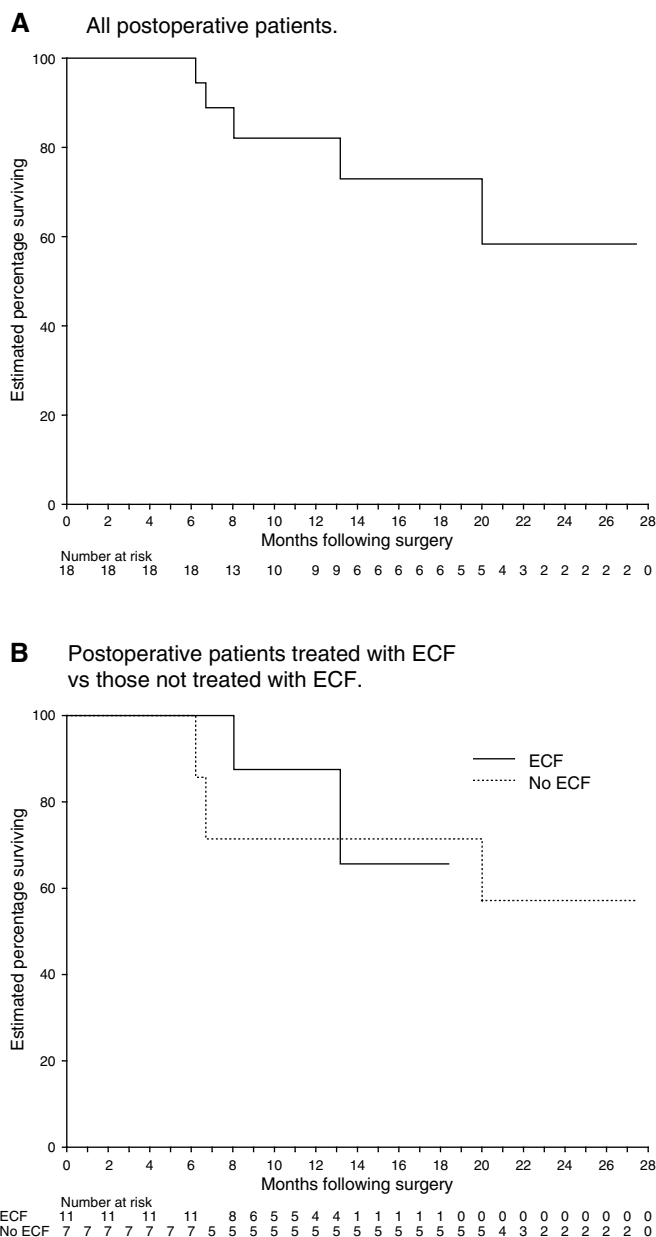 A All postoperative patients.
100
80
60
40
20
0
Estimated percentage surviving
0 2 4 6 8 10 12 14 16 18 20 22 24 26 28
Months following surgery
Number at risk
18 18 18 18 13 10 9 9 6 6 6 6 6 5 5 4 3 2 2 2 2 2 0
B Postoperative patients treated with ECF
vs those not treated with ECF.
100
80
60
40
20
0
Estimated percentage surviving
ECF
No ECF
0 2 4 6 8 10 12 14 16 18 20 22 24 26 28
Months following surgery
Number at risk
ECF 11 11 11 11 8 6 5 5 4 4 1 1 1 1 1 0 0 0 0 0 0 0 0 0 0
No ECF 7 7 7 7 7 7 7 5 5 5 5 5 5 5 5 5 5 5 5 5 5 4 3 2 2 2 2 2 0